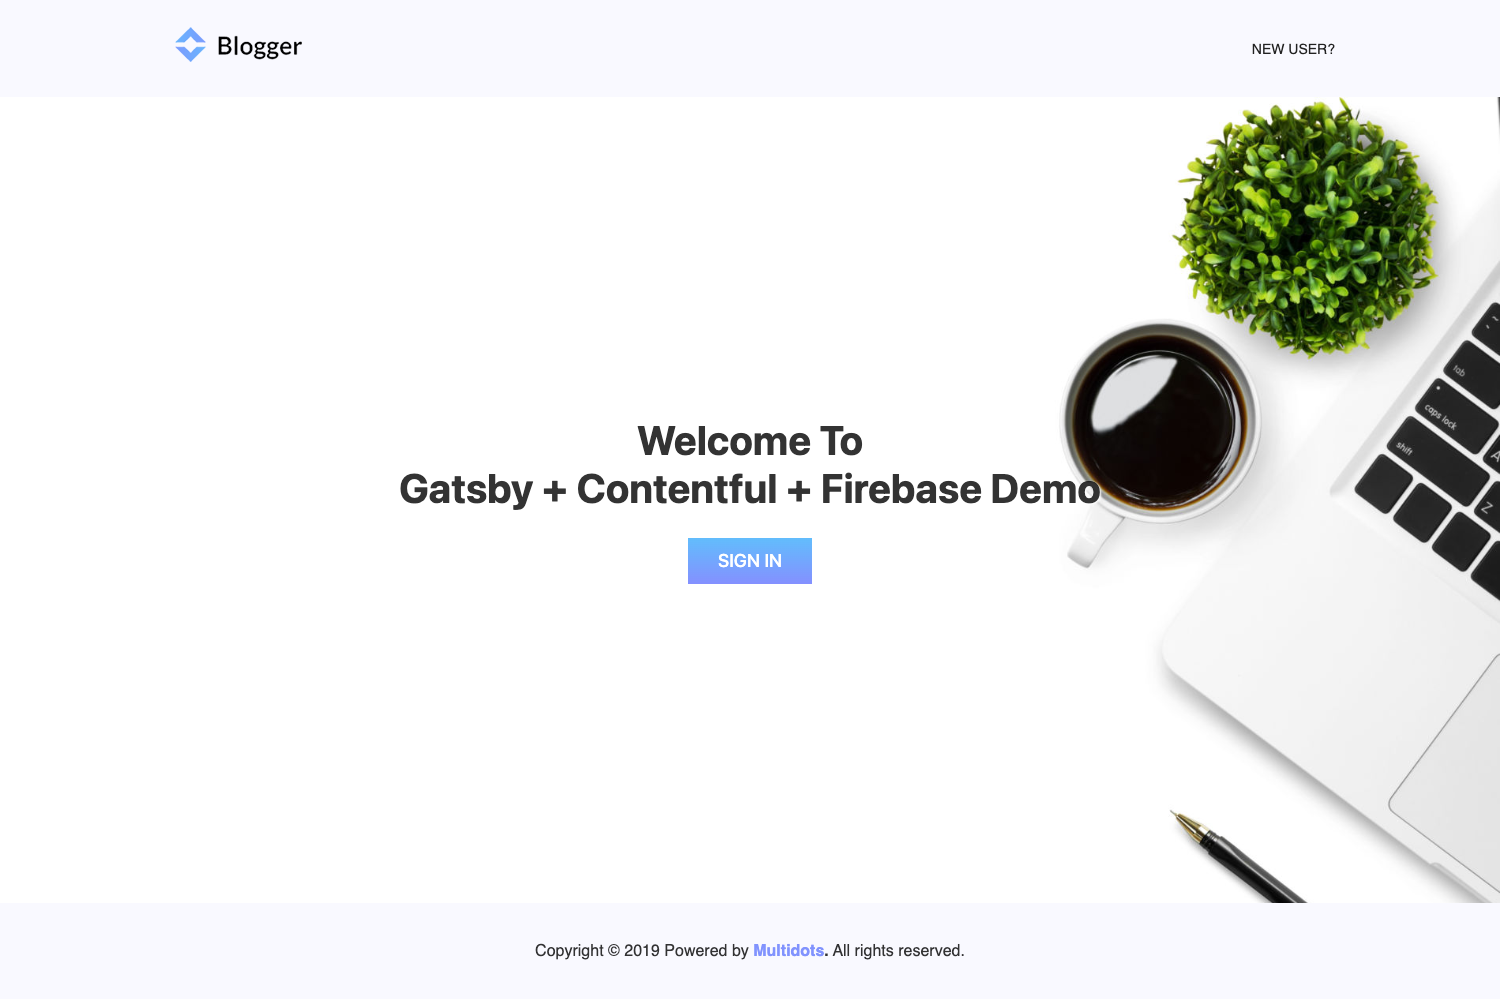 Blogger
NEW USER?
Welcome To
Gatsby + Contentful + Firebase Demo
SIGN IN
tab
caps lock
shift
A
Z
Copyright © 2019 Powered by Multidots. All rights reserved.